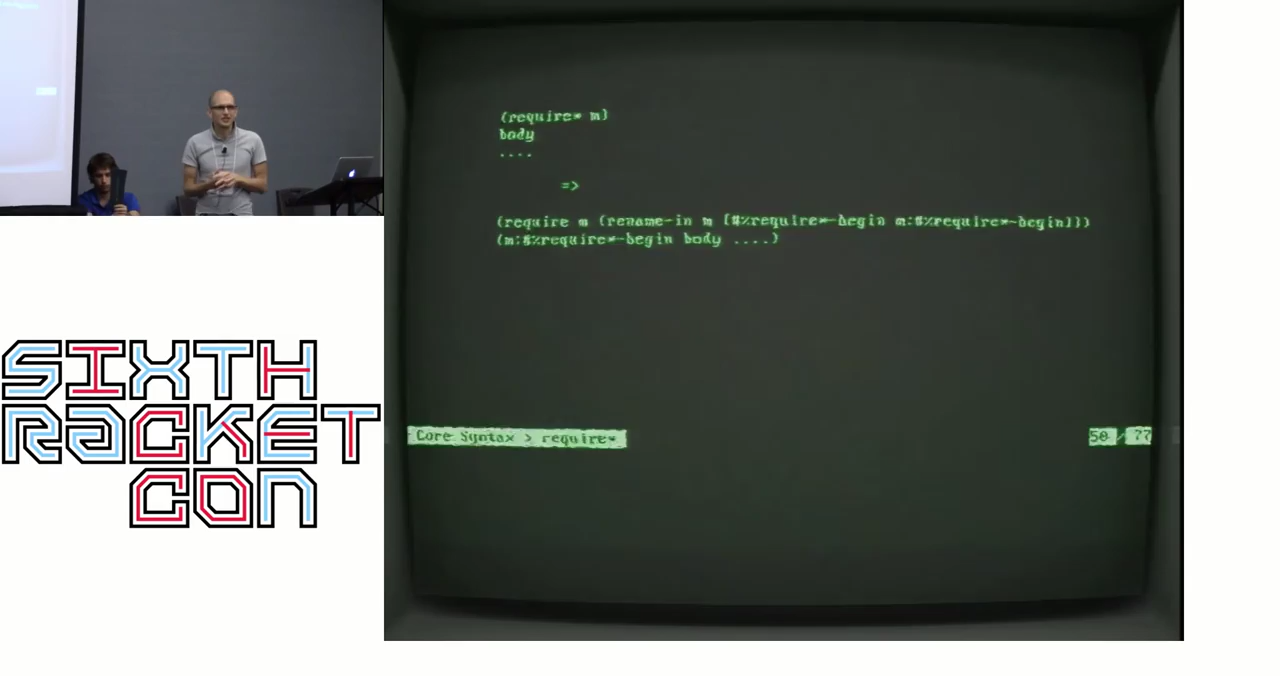 (require* m)
body
....
=>
(require m (rename-in m [#%require*-begin m:#%require*-begin]))
(m:#%require*-begin body ....)
Core Syntax > require*
50 / 77
SIXTH
RACKET
CON